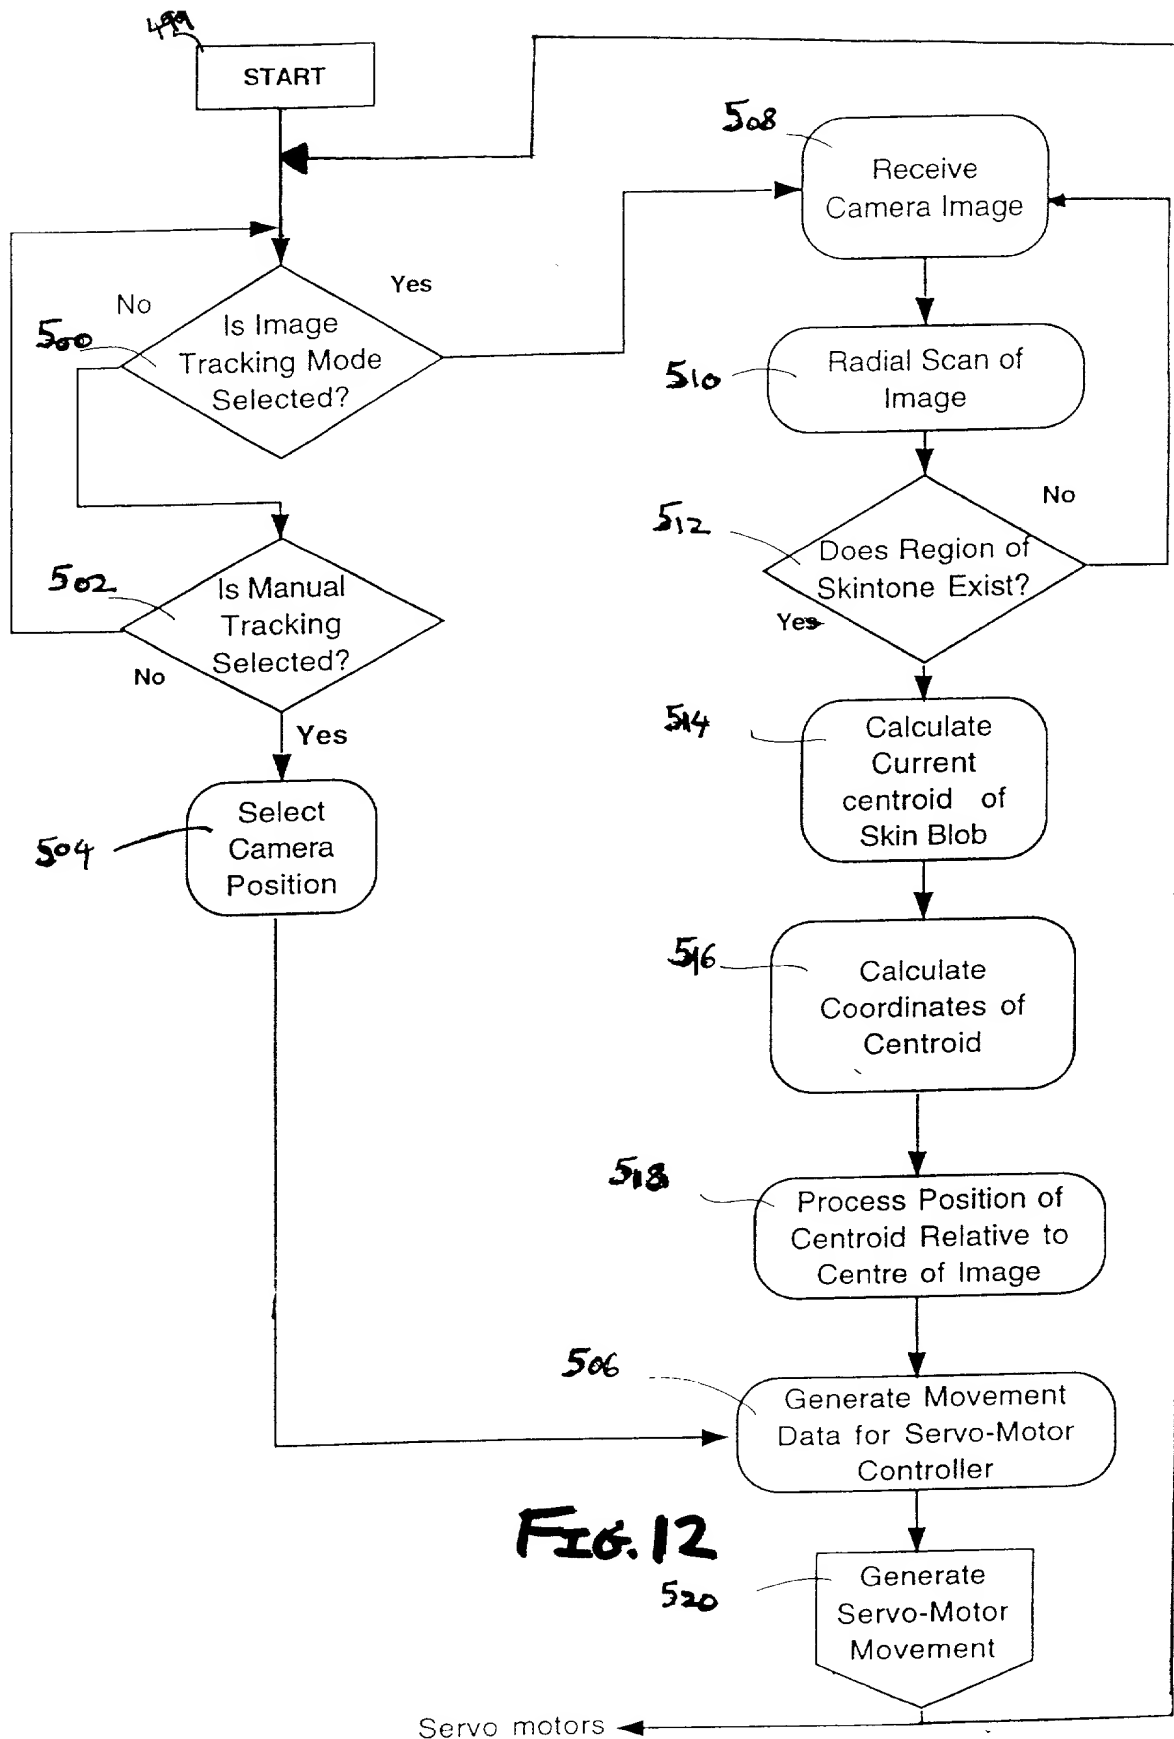 499
START
508
Receive
Camera Image
No
Yes
500
Is Image
Tracking Mode
Selected?
510
Radial Scan of
Image
No
512
Does Region of
Skintone Exist?
Yes
502
Is Manual
Tracking
Selected?
No
Yes
514
Calculate
Current
centroid of
Skin Blob
504
Select
Camera
Position
516
Calculate
Coordinates of
Centroid
518
Process Position of
Centroid Relative to
Centre of Image
506
Generate Movement
Data for Servo-Motor
Controller
FIG. 12
520
Generate
Servo-Motor
Movement
Servo motors